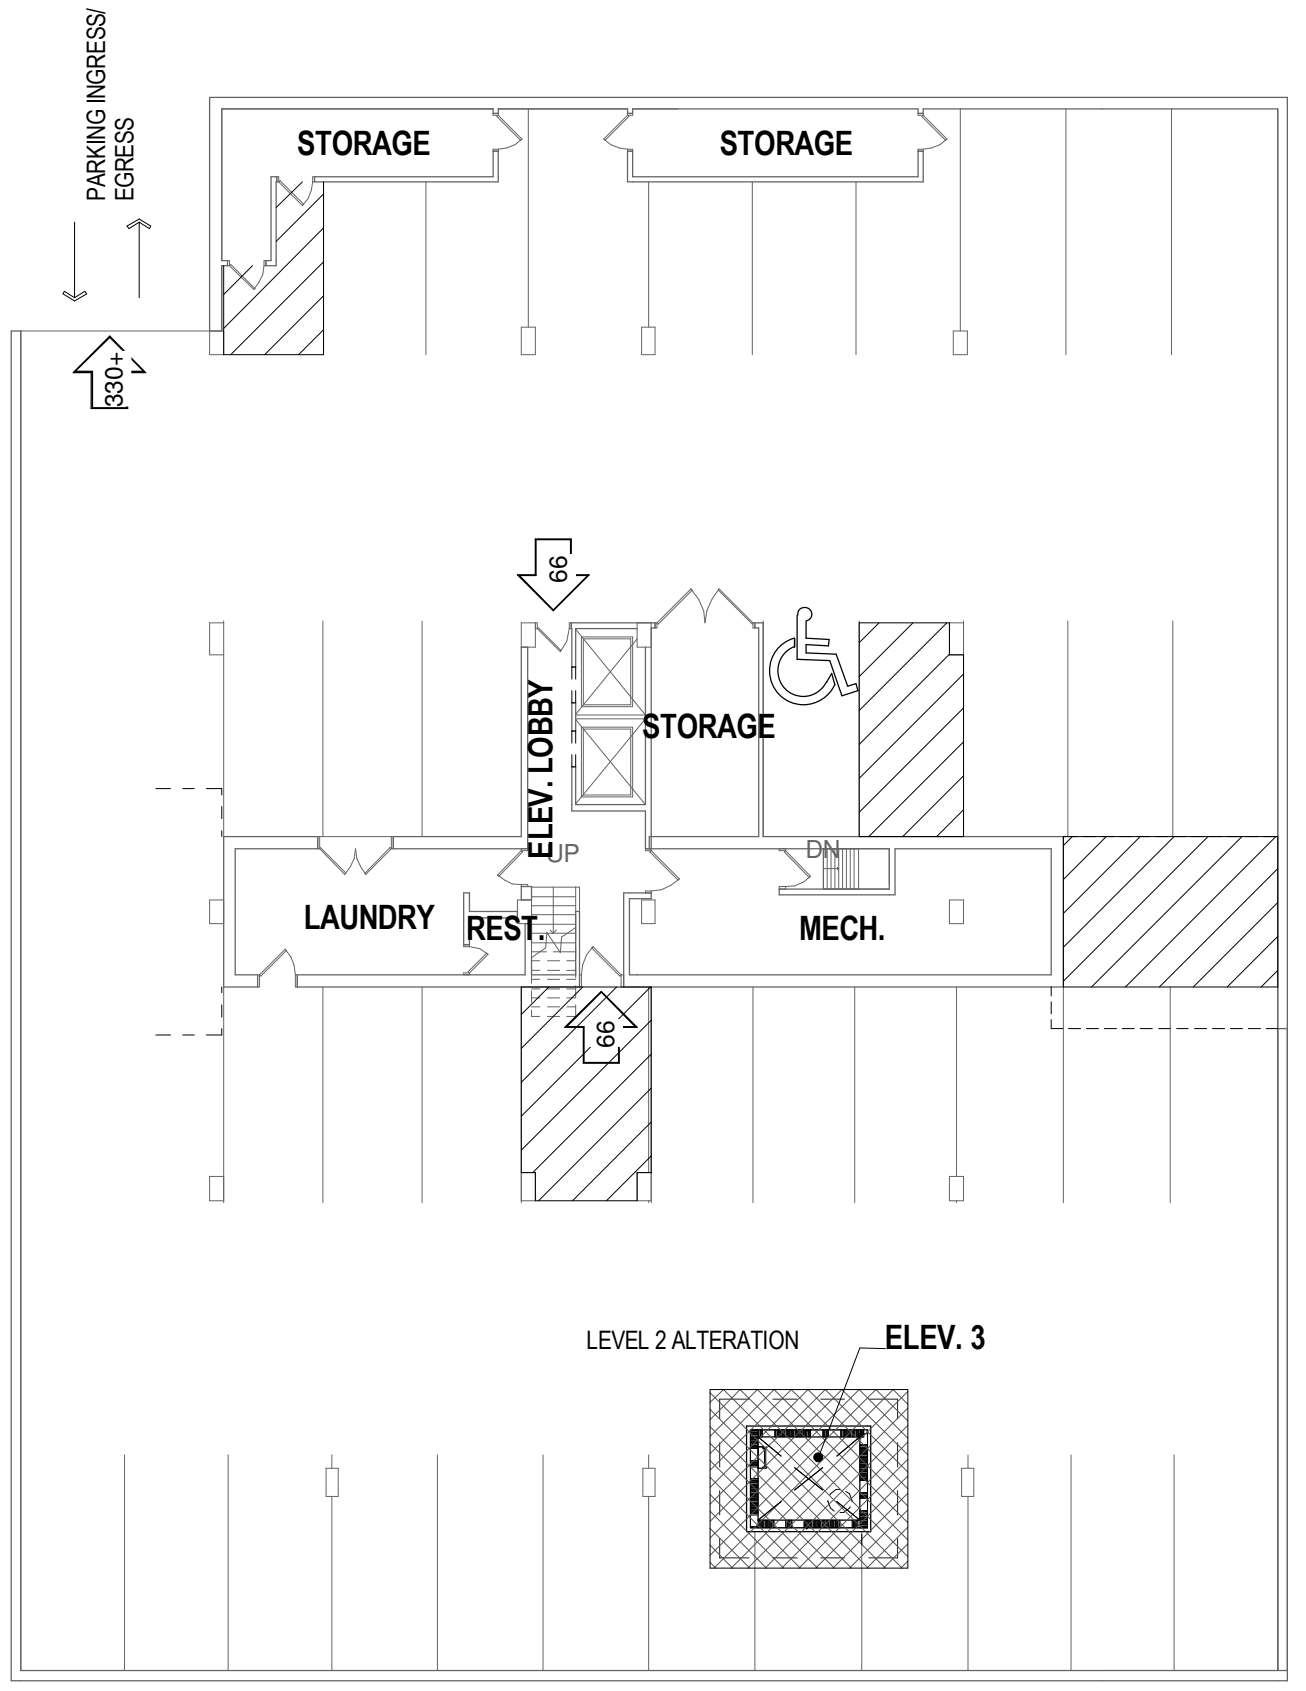 PARKING INGRESS/
EGRESS
STORAGE
STORAGE
330+
66
ELEV. LOBBY
STORAGE
UP
DN
LAUNDRY
REST.
MECH.
66
LEVEL 2 ALTERATION
ELEV. 3